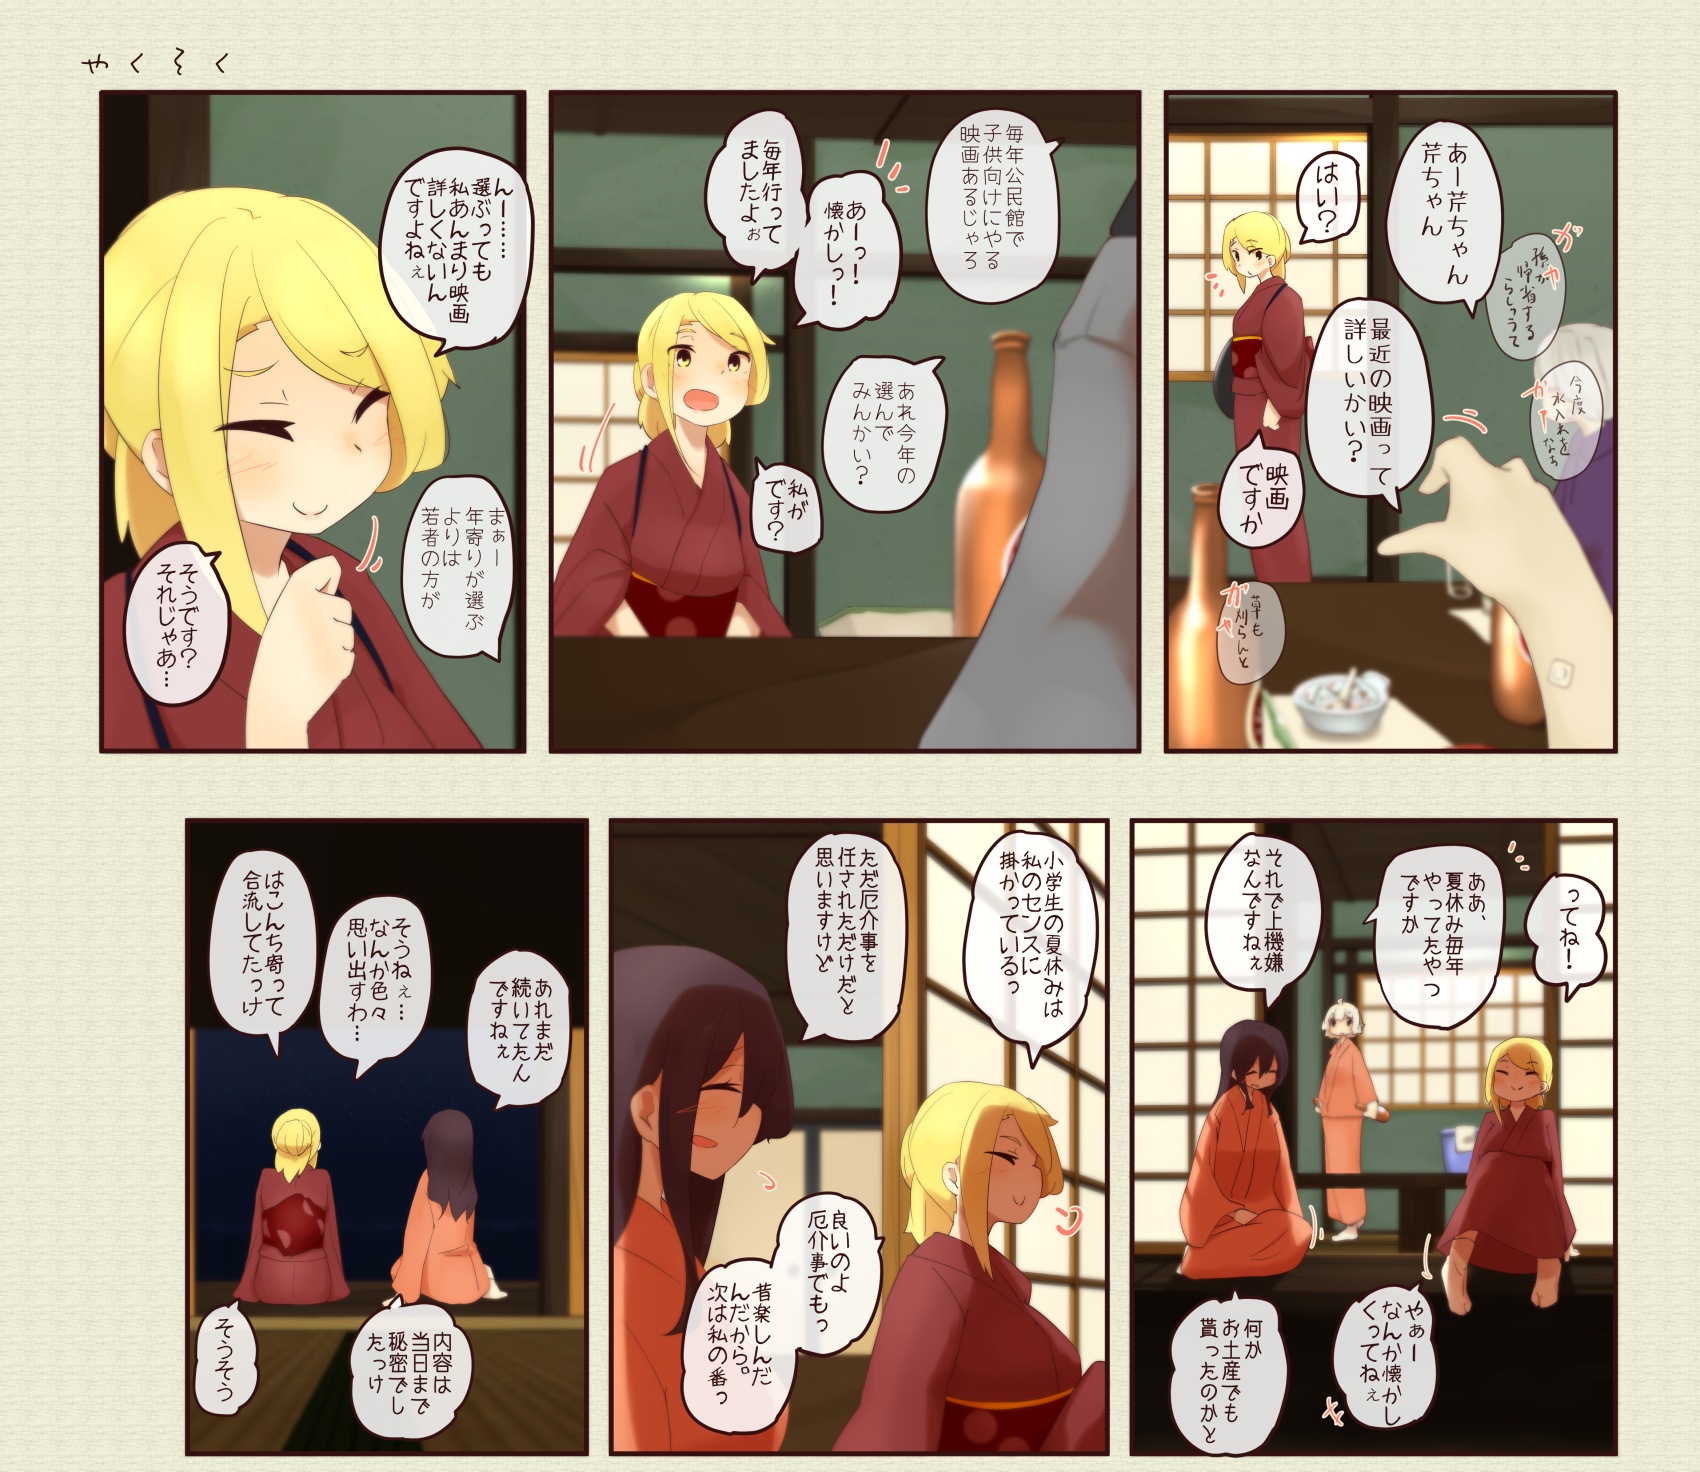 やくそく
あー芹ちゃん
芹ちゃん
はい?
孫が
帰省する
らしゅうて
ガヤ
最近の映画って
詳しいかい?
今度
水入れを
なぉ
ガヤ
映画
ですか
草も
刈らんと
ガヤ
毎年公民館で
子供向けにやる
映画あるじゃろ
あーっ!
懐かしっ!
毎年行って
ましたよぉ
あれ今年の
選んで
みんかい?
私が
です?
んー……
選ぶっても
私あんまり映画
詳しくないん
ですよねぇ
まぁー
年寄りが選ぶ
よりは
若者の方が
そうです?
それじゃあ…
ってね!
ああ、
夏休み毎年
やってたやつ
ですか
それで上機嫌
なんですねぇ
やぁー
なんか懐かし
くってねぇ
何か
お土産でも
貰ったのかと
小学生の夏休みは
私のセンスに
掛かっているっ
ただ厄介事を
任されただけだと
思いますけど
良いのよ
厄介事でもっ
昔楽しんだ
んだから。
次は私の番っ
あれまだ
続いてたん
ですねぇ
そうねぇ…
なんか色々
思い出すわ…
はこんち寄って
合流してたっけ
内容は
当日まで
秘密でし
たっけ
そうそう